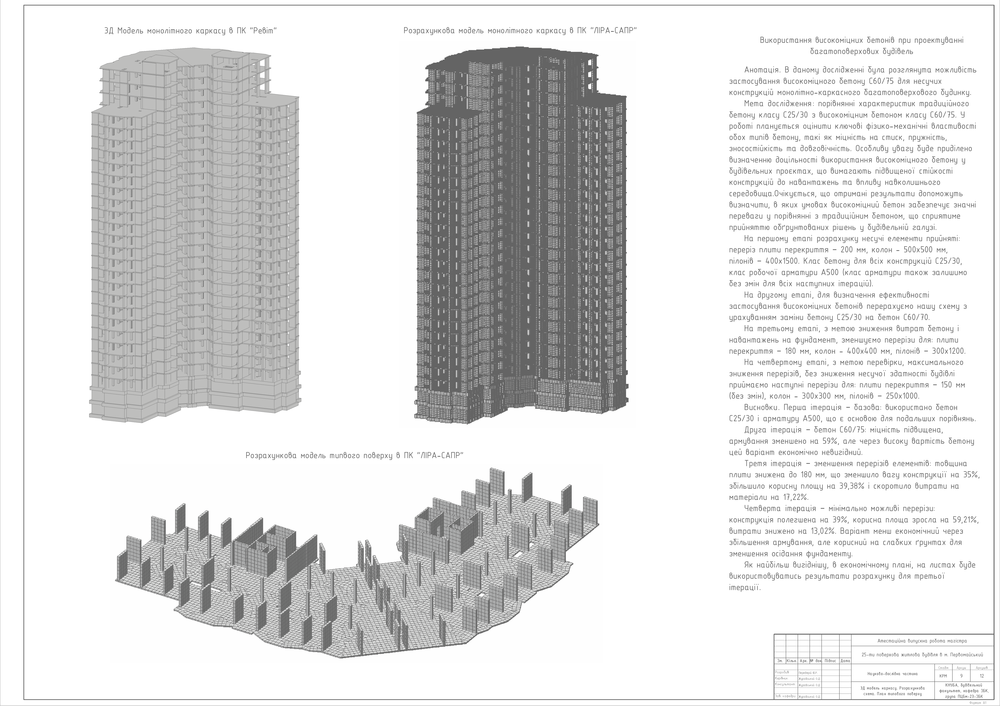 3Д Модель монолітного каркасу в ПК "Ревіт"
Розрахункова модель монолітного каркасу в ПК "ЛІРА-САПР"
Розрахункова модель типвого поверху в ПК "ЛІРА-САПР"
Використання високоміцних бетонів при проектуванні
багатоповерхових будівель
Анотація. В даному дослідженні була розглянута можливість
застосування високоміцного бетону С60/75 для несучих
конструкцій монолітно-каркасного багатоповерхового будинку.
Мета дослідження: порівнянні характеристик традиційного
бетону класу С25/30 з високоміцним бетоном класу С60/75. У
роботі планується оцінити ключові фізико-механічні властивості
обох типів бетону, такі як міцність на стиск, пружність,
зносостійкість та довговічність. Особливу увагу буде приділено
визначенню доцільності використання високоміцного бетону у
будівельних проєктах, що вимагають підвищеної стійкості
конструкцій до навантажень та впливу навколишнього
середовища.Очікується, що отримані результати допоможуть
визначити, в яких умовах високоміцний бетон забезпечує значні
переваги у порівнянні з традиційним бетоном, що сприятиме
прийняттю обґрунтованих рішень у будівельній галузі.
На першому етапі розрахунку несучі елементи прийняті:
переріз плити перекриття – 200 мм, колон - 500х500 мм,
пілонів – 400х1500. Клас бетону для всіх конструкцій С25/30,
клас робочої арматури А500 (клас арматури також залишимо
без змін для всіх наступних ітерацій).
На другому етапі, для визначення ефективності
застосування високоміцних бетонів перерахуємо нашу схему з
урахуванням заміни бетону С25/30 на бетон С60/70.
На третьому етапі, з метою зниження витрат бетону і
навантажень на фундамент, зменшуємо перерізи для: плити
перекриття – 180 мм, колон - 400х400 мм, пілонів – 300х1200.
На четвертому етапі, з метою перевірки, максимального
зниження перерізів, без зниження несучої здатності будівлі
приймаємо наступні перерізи для: плити перекриття – 150 мм
(без змін), колон - 300х300 мм, пілонів – 250х1000.
Висновки. Перша ітерація – базова: використано бетон
С25/30 і арматуру А500, що є основою для подальших порівнянь.
Друга ітерація – бетон С60/75: міцність підвищена,
армування зменшено на 59%, але через високу вартість бетону
цей варіант економічно невигідний.
Третя ітерація – зменшення перерізів елементів: товщина
плити знижена до 180 мм, що зменшило вагу конструкції на 35%,
збільшило корисну площу на 39,38% і скоротило витрати на
матеріали на 17,22%.
Четверта ітерація – мінімально можливі перерізи:
конструкція полегшена на 39%, корисна площа зросла на 59,21%,
витрати знижено на 13,02%. Варіант менш економічний через
збільшення армування, але корисний на слабких ґрунтах для
зменшення осідання фундаменту.
Як найбільш вигіднішу, в економічному плані, на листах буде
використовуватись результати розрахунку для третьої
ітерації.
Атестаційна випускна робота магістра
25-ти поверхова житлова будівля в м. Первомайський
Зм. Кільк. Арк. № док. Підпис Дата
Науково-дослідна частина
Стадія Аркуш Аркушів
КРМ 9 12
Розробив Передерій Ю.Р.
Керівник: Журавський О.Д.
Консультант: Журавський О.Д.
Зав. кафедри: Журавський О.Д.
3Д модель каркасу. Розрахункова
схема. План типового поверху
КНУБА, будівельний
факультет, кафедра ЗБК,
група ПЦБм-23-ЗБК
Формат А1